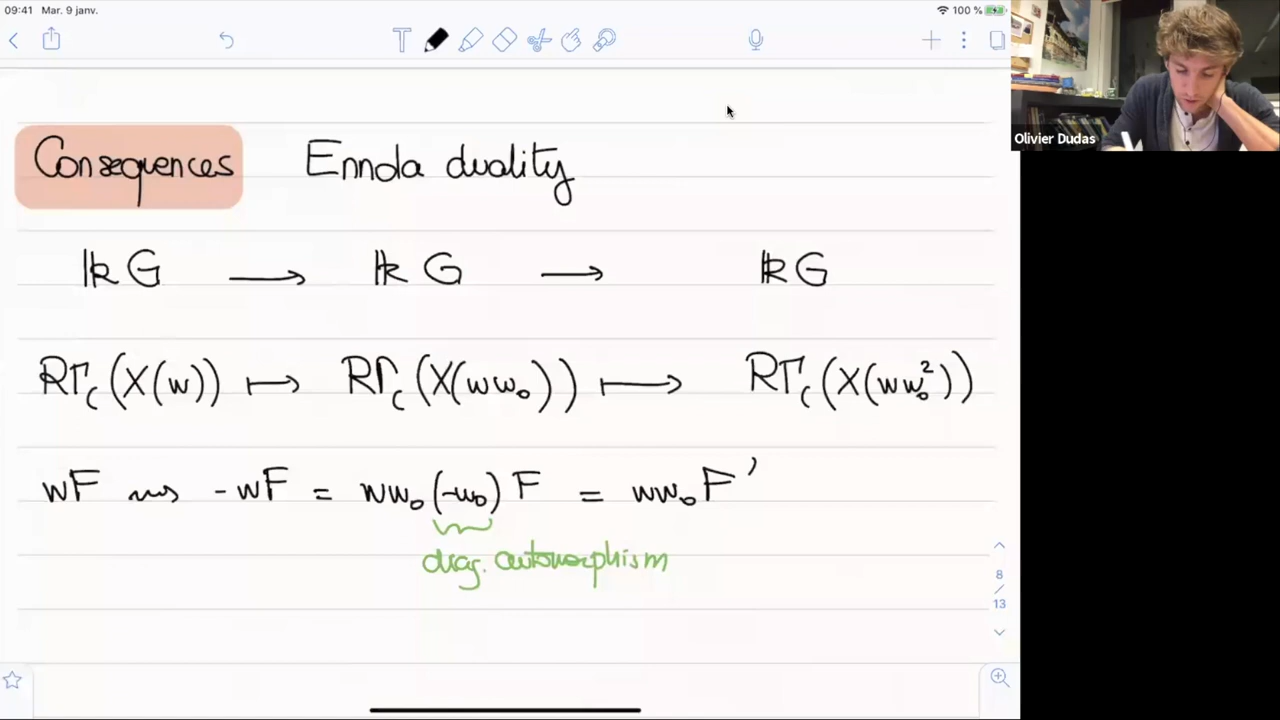 09:41 Mar. 9 janv. 100 %
Olivier Dudas
Consequences Ennola duality
𝕜G ⟶ 𝕜G ⟶ 𝕜G
RΓc(X(w)) ⟼ RΓc(X(ww₀)) ⟼ RΓc(X(ww₀²))
wF ⇝ -wF = ww₀(-w₀)F = ww₀F'
diag. automorphism
8
/
13